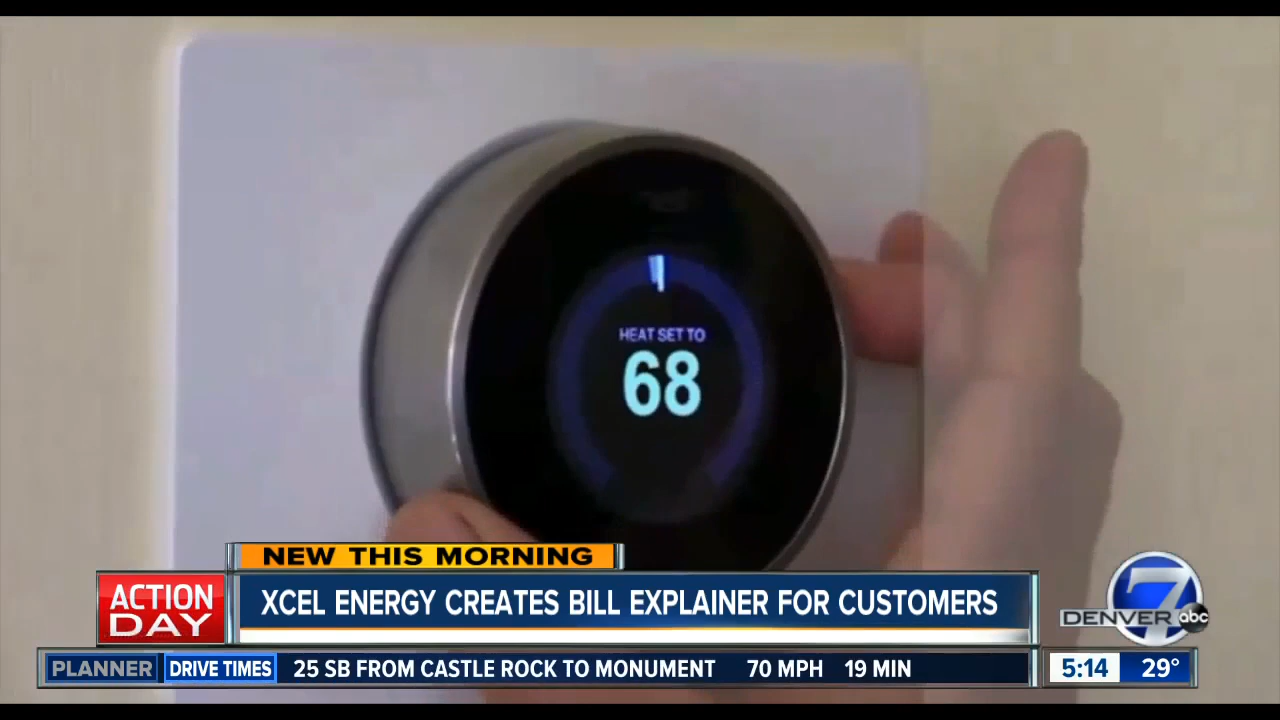 HEAT SET TO
68
NEW THIS MORNING
ACTION DAY
XCEL ENERGY CREATES BILL EXPLAINER FOR CUSTOMERS
DENVER 7 abc
PLANNER DRIVE TIMES 25 SB FROM CASTLE ROCK TO MONUMENT 70 MPH 19 MIN
5:14 29°